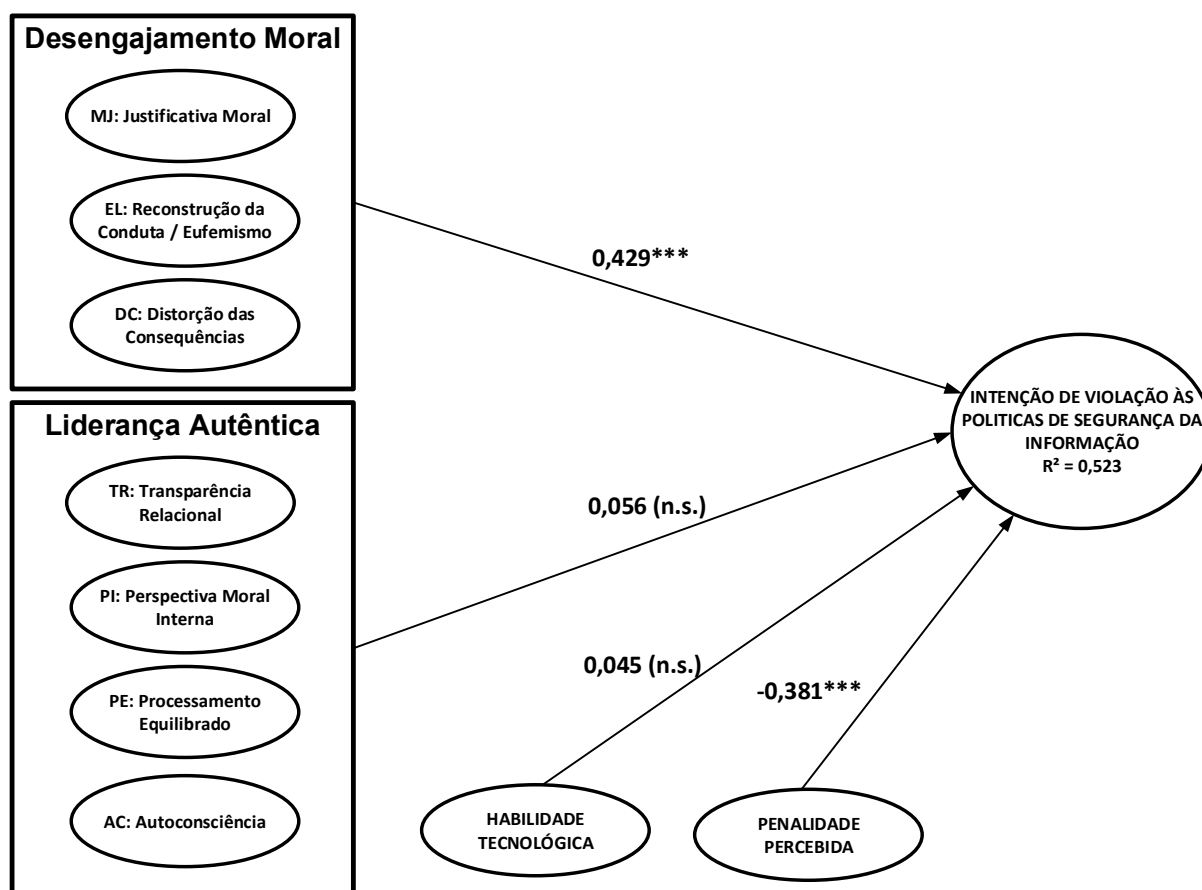 Desengajamento Moral
MJ: Justificativa Moral
EL: Reconstrução da
Conduta / Eufemismo
DC: Distorção das
Consequências
Liderança Autêntica
TR: Transparência
Relacional
PI: Perspectiva Moral
Interna
PE: Processamento
Equilibrado
AC: Autoconsciência
0,429***
0,056 (n.s.)
0,045 (n.s.)
-0,381***
HABILIDADE
TECNOLÓGICA
PENALIDADE
PERCEBIDA
INTENÇÃO DE VIOLAÇÃO ÀS
POLITICAS DE SEGURANÇA DA
INFORMAÇÃO
R² = 0,523